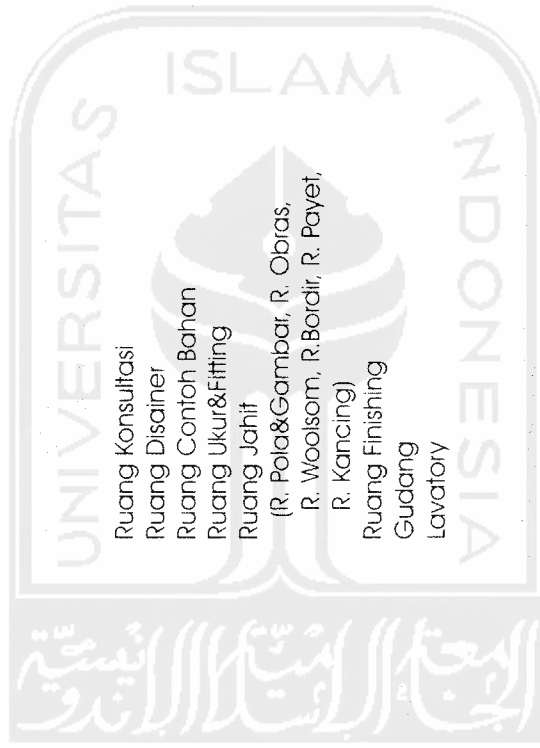 UNIVERSITAS ISLAM INDONESIA
Ruang Konsultasi
Ruang Disainer
Ruang Contoh Bahan
Ruang Ukur&Fitting
Ruang Jahit
(R. Pola&Gambar, R. Obras,
R. Woolsom, R.Bordir, R. Payet,
R. Kancing)
Ruang Finishing
Gudang
Lavatory